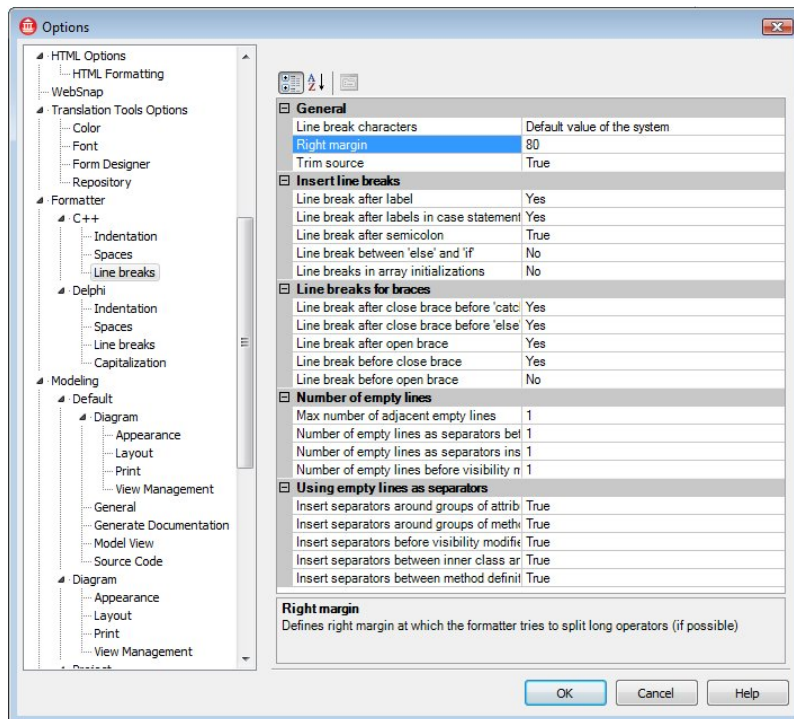 Options
HTML Options
HTML Formatting
WebSnap
Translation Tools Options
Color
Font
Form Designer
Repository
Formatter
C++
Indentation
Spaces
Line breaks
Delphi
Indentation
Spaces
Line breaks
Capitalization
Modeling
Default
Diagram
Appearance
Layout
Print
View Management
General
Generate Documentation
Model View
Source Code
Diagram
Appearance
Layout
Print
View Management
General
Line break characters Default value of the system
Right margin 80
Trim source True
Insert line breaks
Line break after label Yes
Line break after labels in case statement Yes
Line break after semicolon True
Line break between 'else' and 'if' No
Line breaks in array initializations No
Line breaks for braces
Line break after close brace before 'catc Yes
Line break after close brace before 'else' Yes
Line break after open brace Yes
Line break before close brace Yes
Line break before open brace No
Number of empty lines
Max number of adjacent empty lines 1
Number of empty lines as separators bet 1
Number of empty lines as separators ins 1
Number of empty lines before visibility m 1
Using empty lines as separators
Insert separators around groups of attrib True
Insert separators around groups of meth True
Insert separators before visibility modifie True
Insert separators between inner class ar True
Insert separators between method definit True
Right margin
Defines right margin at which the formatter tries to split long operators (if possible)
OK Cancel Help